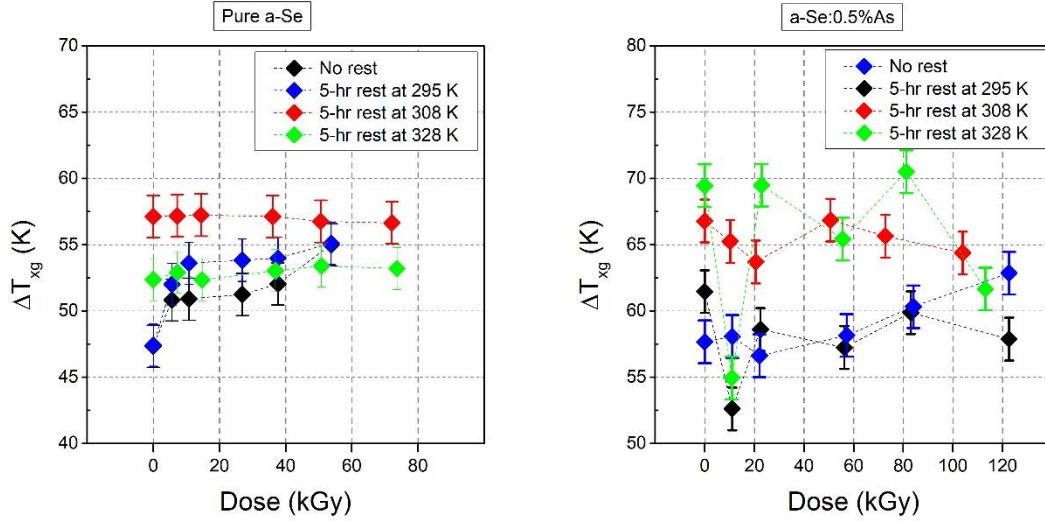 Pure a-Se
70
65
60
55
50
45
40
ΔTxg (K)
0 20 40 60 80
Dose (kGy)
No rest
5-hr rest at 295 K
5-hr rest at 308 K
5-hr rest at 328 K
a-Se:0.5%As
80
75
70
65
60
55
50
ΔTxg (K)
0 20 40 60 80 100 120
Dose (kGy)
No rest
5-hr rest at 295 K
5-hr rest at 308 K
5-hr rest at 328 K